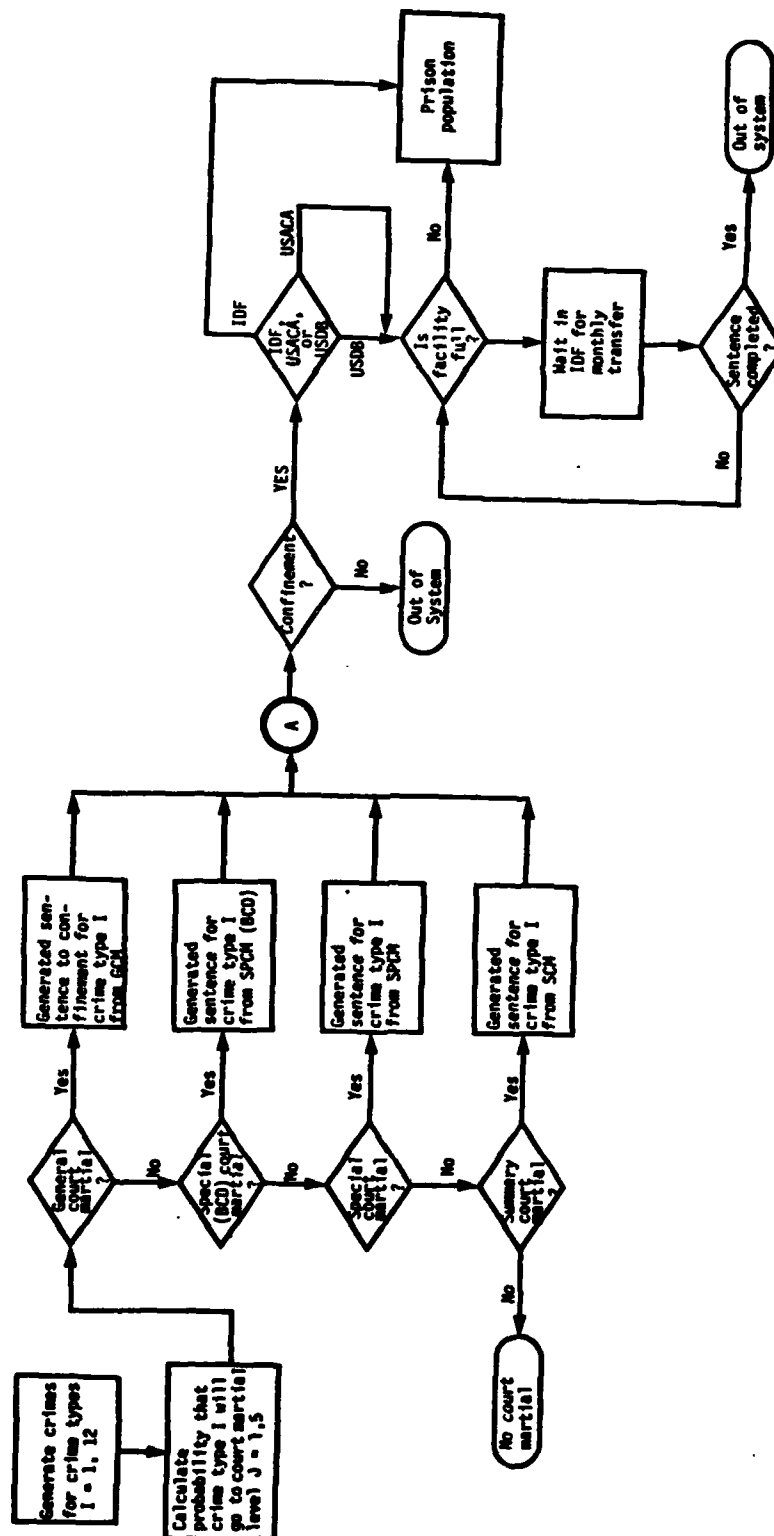 Generate crimes
for crime types
I = 1, 12
Calculate
probability that
crime type I will
go to court martial
level J = 1,5
General
court
martial
?
Yes
No
Generated sen-
tence to con-
finement for
crime type I
from GCM
Special
(BCD) court
martial
?
Yes
No
Generated
sentence for
crime type I
from SPCM (BCD)
Special
court
martial
?
Yes
No
Generated
sentence for
crime type I
from SPCM
Summary
court
martial
?
Yes
No
Generated
sentence for
crime type I
from SCM
No court
martial
A
Confinement
?
YES
No
Out of
System
IDF,
USACA,
or
USDB
IDF
USACA
USDB
Is
facility
full
?
No
Prison
population
Wait in
IDF for
monthly
transfer
Sentence
completed
?
No
Yes
Out of
system